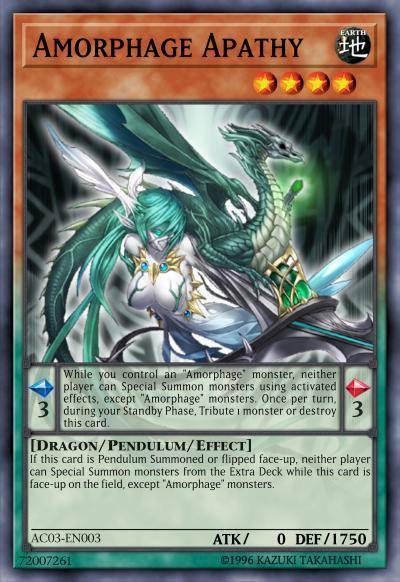 AMORPHAGE APATHY
EARTH
地
While you control an "Amorphage" monster, neither
player can Special Summon monsters using activated
effects, except "Amorphage" monsters. Once per turn,
during your Standby Phase, Tribute 1 monster or destroy
this card.
3
3
[DRAGON/PENDULUM/EFFECT]
If this card is Pendulum Summoned or flipped face-up, neither player
can Special Summon monsters from the Extra Deck while this card is
face-up on the field, except "Amorphage" monsters.
AC03-EN003
ATK/ 0 DEF/1750
72007261
©1996 KAZUKI TAKAHASHI